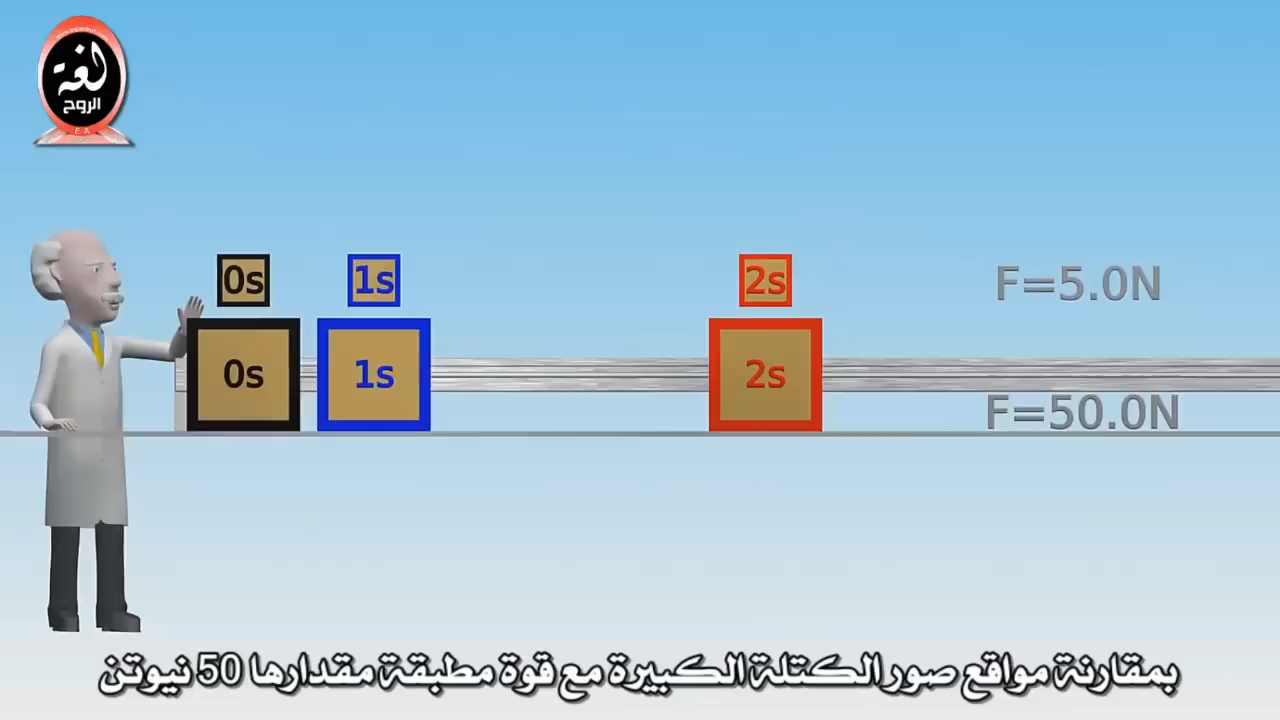 لغة
الروح
E A
0s 1s 2s F=5.0N
0s 1s 2s
F=50.0N
بمقارنة مواقع صور الكتلة الكبيرة مع قوة مطبقة مقدارها 50 نيوتن